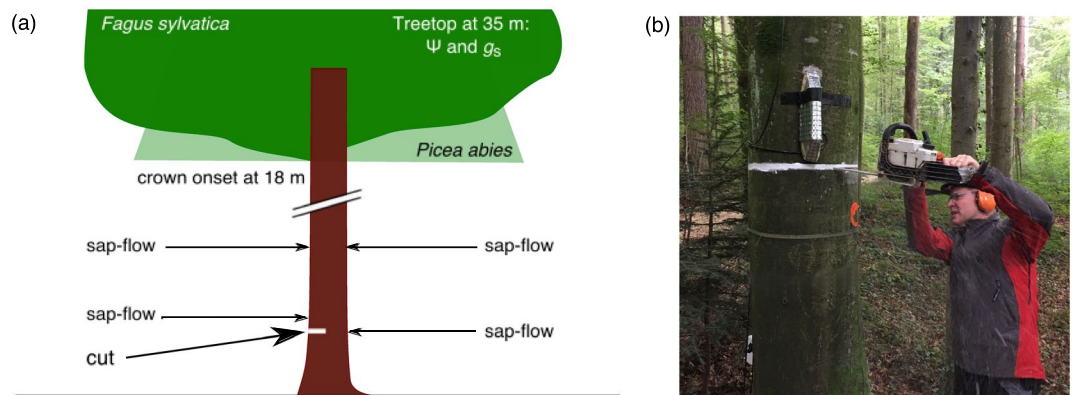 (a)
Fagus sylvatica
Treetop at 35 m:
Ψ and gs
Picea abies
crown onset at 18 m
sap-flow
sap-flow
sap-flow
sap-flow
cut
(b)